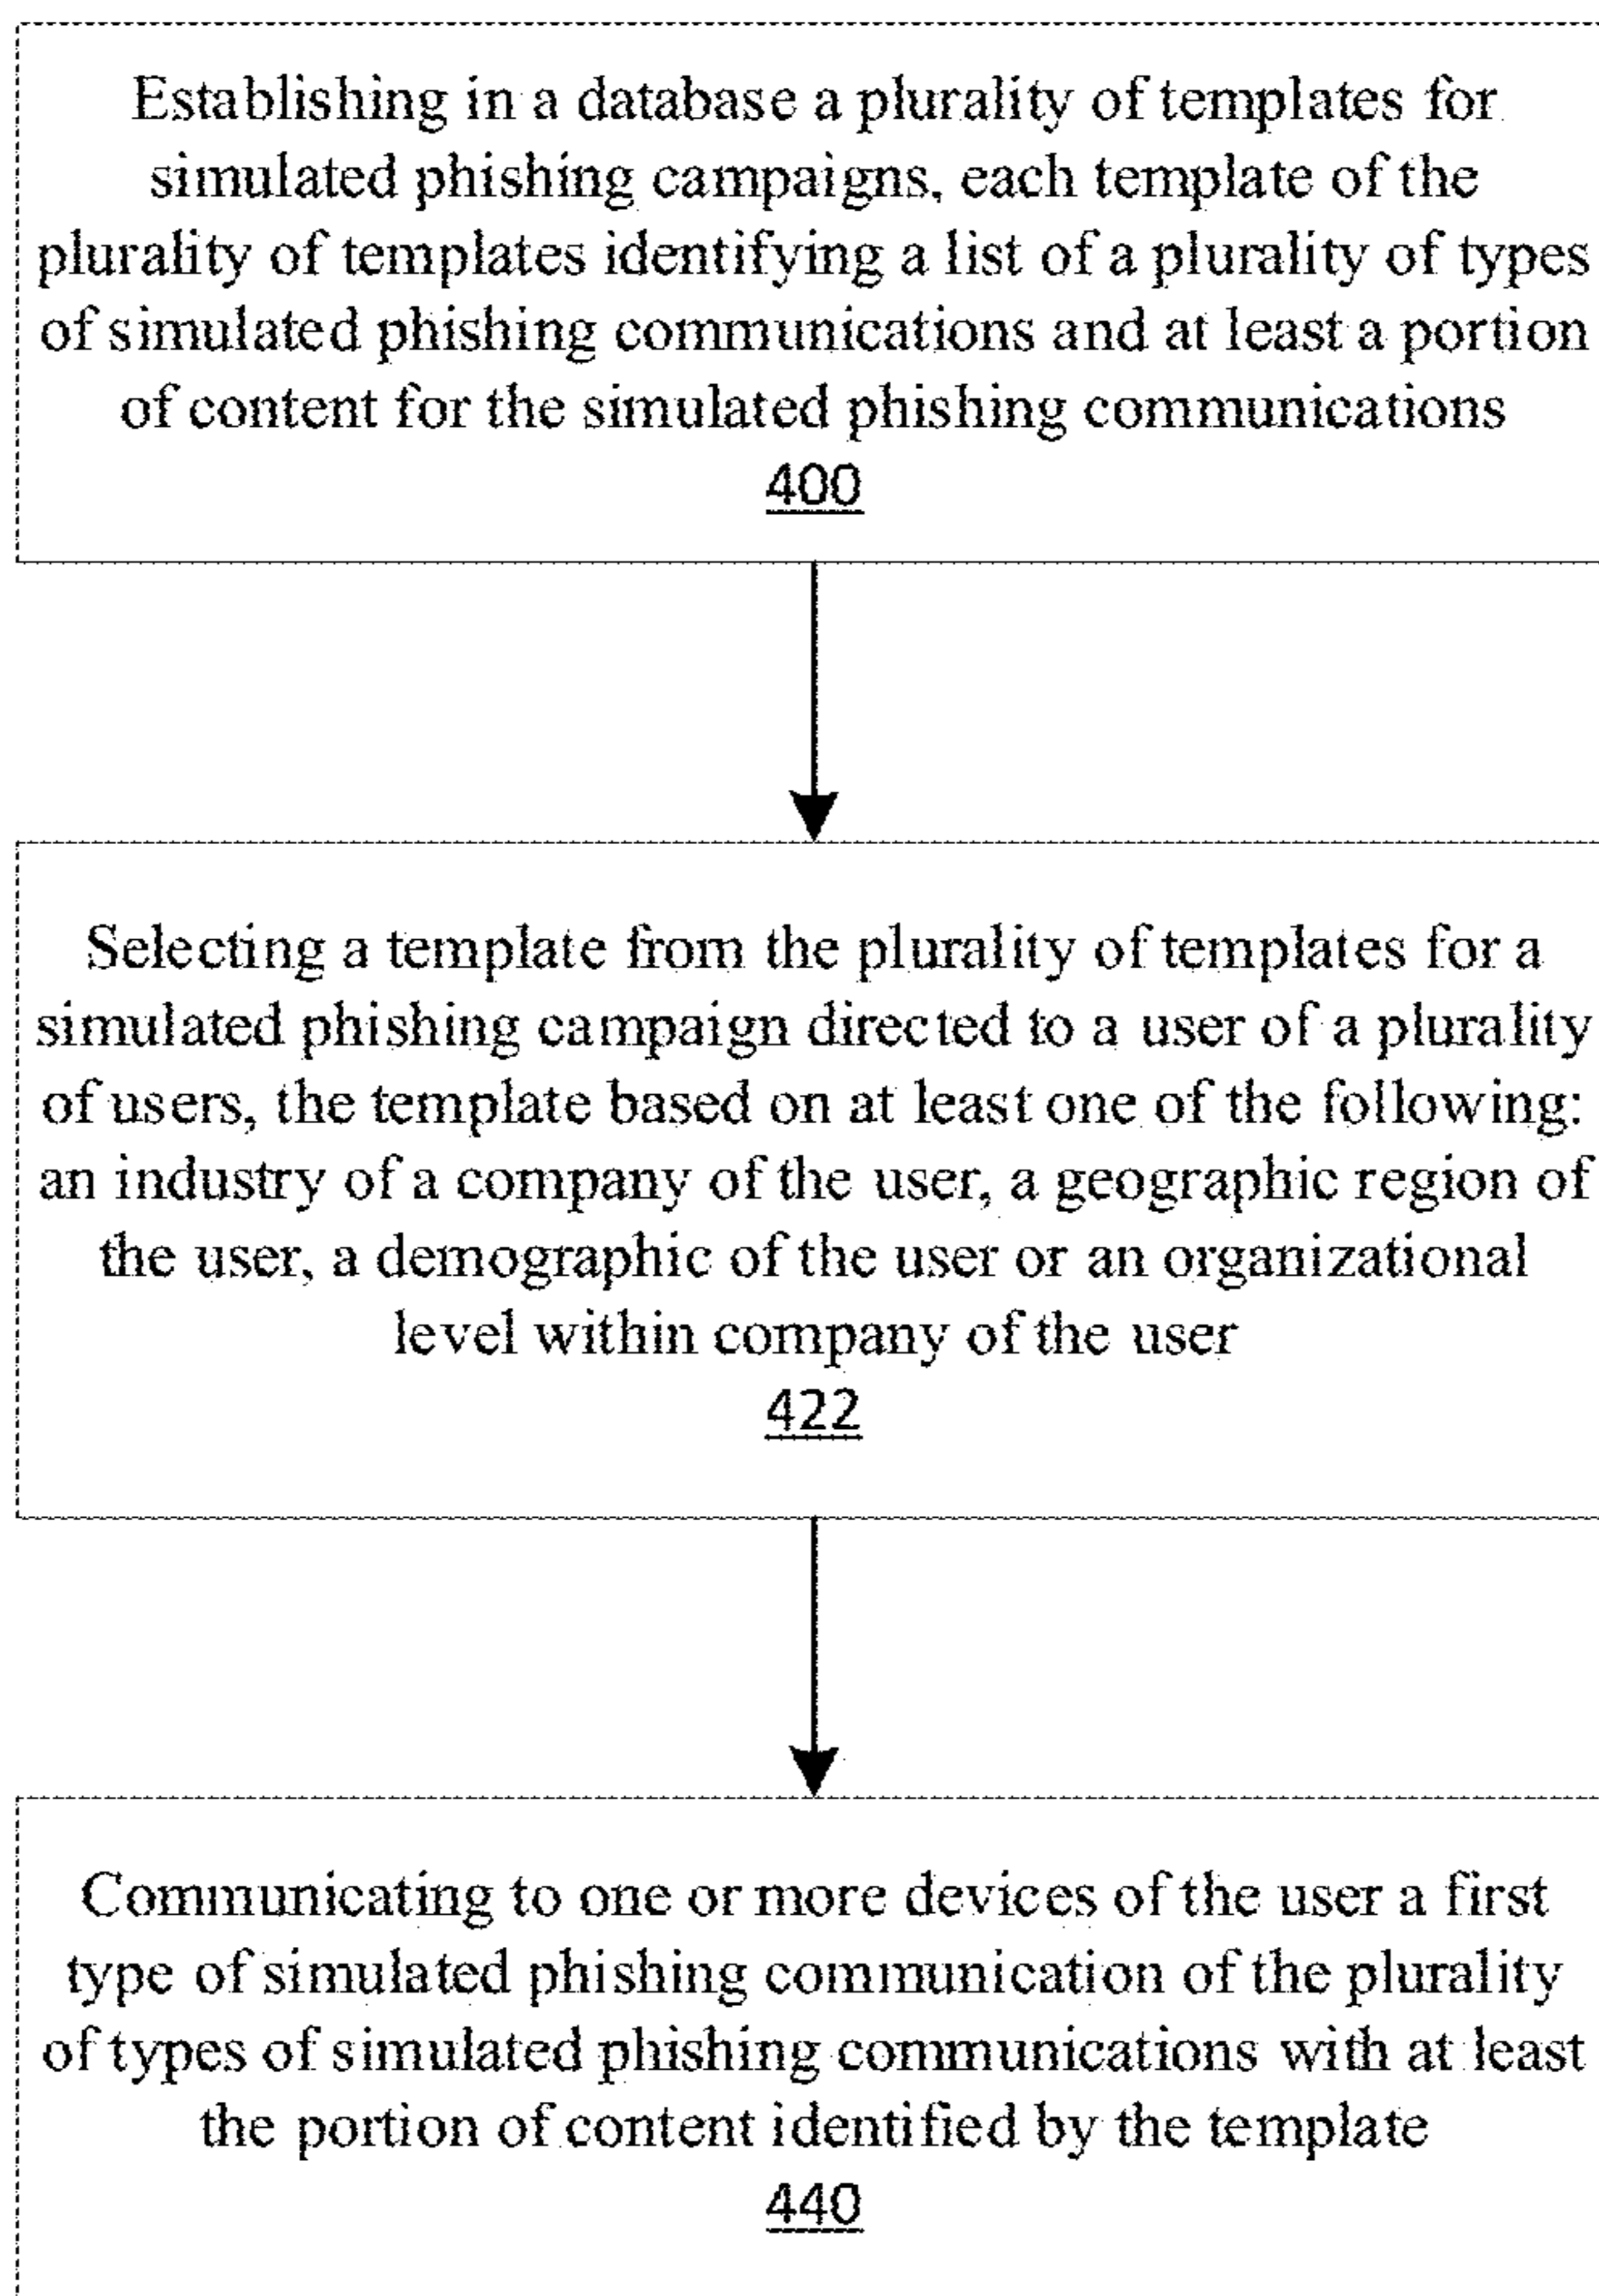 Establishing in a database a plurality of templates for
simulated phishing campaigns, each template of the
plurality of templates identifying a list of a plurality of types
of simulated phishing communications and at least a portion
of content for the simulated phishing communications
400
Selecting a template from the plurality of templates for a
simulated phishing campaign directed to a user of a plurality
of users, the template based on at least one of the following:
an industry of a company of the user, a geographic region of
the user, a demographic of the user or an organizational
level within company of the user
422
Communicating to one or more devices of the user a first
type of simulated phishing communication of the plurality
of types of simulated phishing communications with at least
the portion of content identified by the template
440